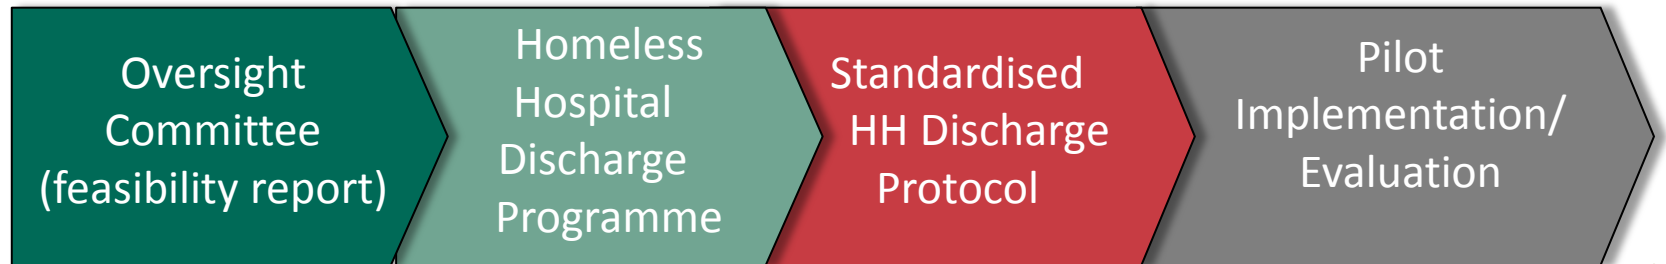 Oversight
Committee
(feasibility report)
Homeless
Hospital
Discharge
Programme
Standardised
HH Discharge
Protocol
Pilot
Implementation/
Evaluation